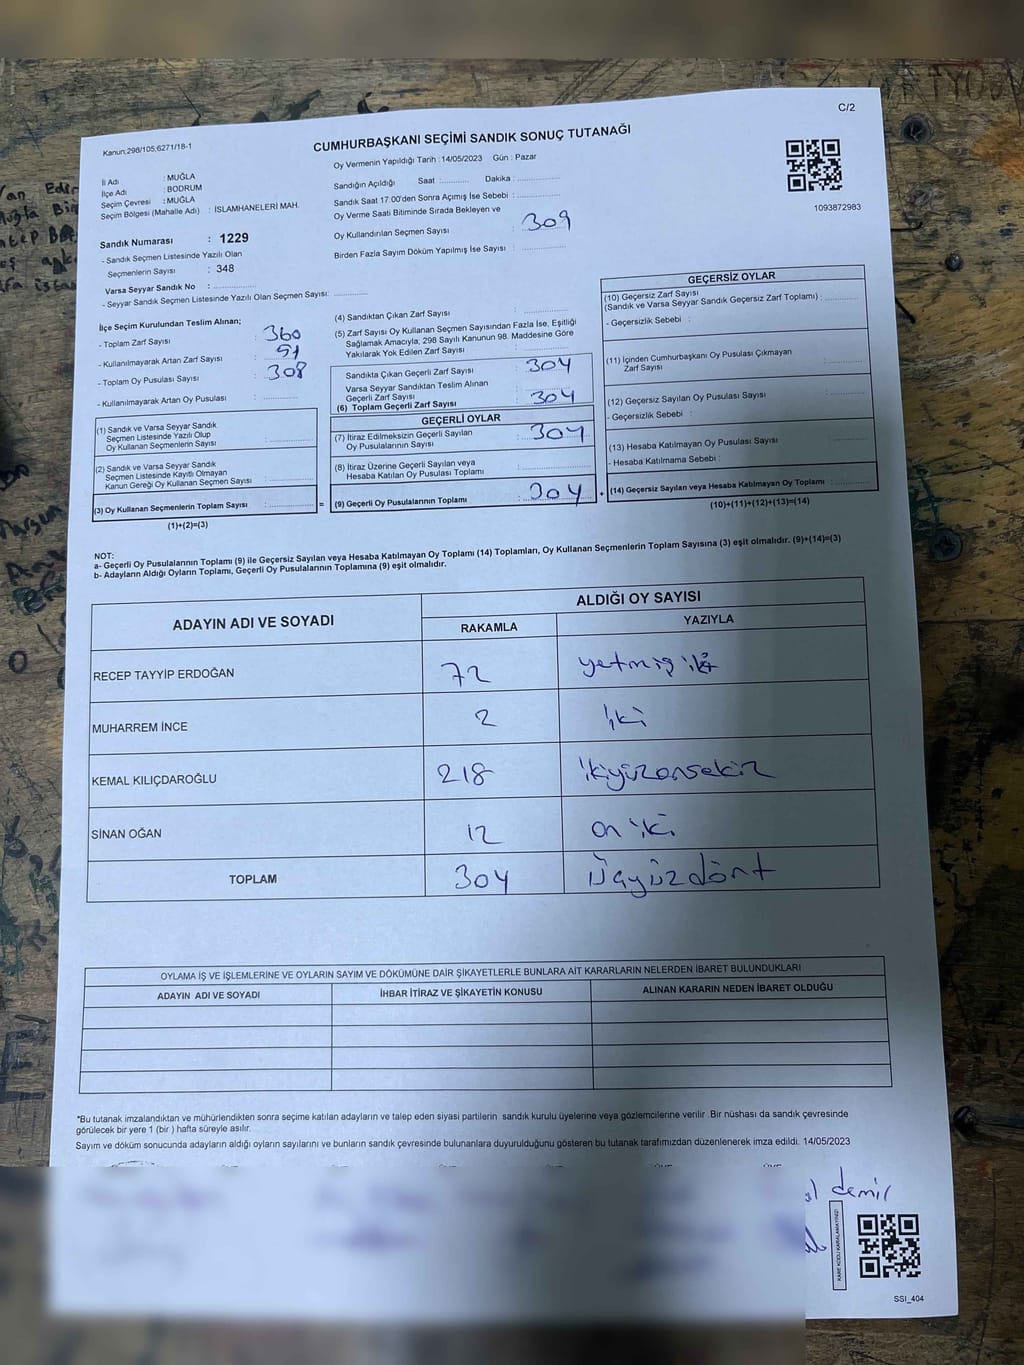 C/2
Kanun;298/105;6271/18-1
CUMHURBAŞKANI SEÇİMİ SANDIK SONUÇ TUTANAĞI
Oy Vermenin Yapıldığı Tarih : 14/05/2023 Gün : Pazar
İl Adı : MUĞLA
İlçe Adı : BODRUM
Seçim Çevresi : MUĞLA
Seçim Bölgesi (Mahalle Adı) : İSLAMHANELERİ MAH.
Sandık Numarası : 1229
- Sandık Seçmen Listesinde Yazılı Olan
Seçmenlerin Sayısı : 348
Varsa Seyyar Sandık No :
- Seyyar Sandık Seçmen Listesinde Yazılı Olan Seçmen Sayısı:
Sandığın Açıldığı Saat : Dakika :
Sandık Saat 17:00'den Sonra Açımış İse Sebebi :
Oy Verme Saati Bitiminde Sırada Bekleyen ve
Oy Kullandırılan Seçmen Sayısı : 309
Birden Fazla Sayım Döküm Yapılmış İse Sayısı :
1093872983
İlçe Seçim Kurulundan Teslim Alınan;
- Toplam Zarf Sayısı : 360
- Kullanılmayarak Artan Zarf Sayısı : 51
- Toplam Oy Pusulası Sayısı : 308
- Kullanılmayarak Artan Oy Pusulası :
(1) Sandık ve Varsa Seyyar Sandık
Seçmen Listesinde Yazılı Olup
Oy Kullanan Seçmenlerin Sayısı :
(2) Sandık ve Varsa Seyyar Sandık
Seçmen Listesinde Kayıtlı Olmayan
Kanun Gereği Oy Kullanan Seçmen Sayısı :
(3) Oy Kullanan Seçmenlerin Toplam Sayısı : =
(1)+(2)=(3)
(4) Sandıktan Çıkan Zarf Sayısı :
(5) Zarf Sayısı Oy Kullanan Seçmen Sayısından Fazla İse, Eşitliği
Sağlamak Amacıyla; 298 Sayılı Kanunun 98. Maddesine Göre
Yakılarak Yok Edilen Zarf Sayısı :
Sandıkta Çıkan Geçerli Zarf Sayısı : 304
Varsa Seyyar Sandıktan Teslim Alınan
Geçerli Zarf Sayısı : 304
(6) Toplam Geçerli Zarf Sayısı
GEÇERLİ OYLAR
(7) İtiraz Edilmeksizin Geçerli Sayılan
Oy Pusulalarının Sayısı : 304
(8) İtiraz Üzerine Geçerli Sayılan veya
Hesaba Katılan Oy Pusulası Toplamı :
(9) Geçerli Oy Pusulalarının Toplamı : 304 +
GEÇERSİZ OYLAR
(10) Geçersiz Zarf Sayısı
(Sandık ve Varsa Seyyar Sandık Geçersiz Zarf Toplamı) :
- Geçersizlik Sebebi :
(11) İçinden Cumhurbaşkanı Oy Pusulası Çıkmayan
Zarf Sayısı :
(12) Geçersiz Sayılan Oy Pusulası Sayısı :
- Geçersizlik Sebebi :
(13) Hesaba Katılmayan Oy Pusulası Sayısı :
- Hesaba Katılmama Sebebi :
(14) Geçersiz Sayılan veya Hesaba Katılmayan Oy Toplamı :
(10)+(11)+(12)+(13)=(14)
NOT:
a- Geçerli Oy Pusulalarının Toplamı (9) ile Geçersiz Sayılan veya Hesaba Katılmayan Oy Toplamı (14) Toplamları, Oy Kullanan Seçmenlerin Toplam Sayısına (3) eşit olmalıdır. (9)+(14)=(3)
b- Adayların Aldığı Oyların Toplamı, Geçerli Oy Pusulalarının Toplamına (9) eşit olmalıdır.
ADAYIN ADI VE SOYADI ALDIĞI OY SAYISI
RAKAMLA YAZIYLA
RECEP TAYYİP ERDOĞAN 72 yetmiş iki
MUHARREM İNCE 2 İki
KEMAL KILIÇDAROĞLU 218 ikiyüzonsekiz
SİNAN OĞAN 12 on iki
TOPLAM 304 Üçyüzdört
OYLAMA İŞ VE İŞLEMLERİNE VE OYLARIN SAYIM VE DÖKÜMÜNE DAİR ŞİKAYETLERLE BUNLARA AİT KARARLARIN NELERDEN İBARET BULUNDUKLARI
ADAYIN ADI VE SOYADI İHBAR İTİRAZ VE ŞİKAYETİN KONUSU ALINAN KARARIN NEDEN İBARET OLDUĞU
*Bu tutanak imzalandıktan ve mühürlendikten sonra seçime katılan adayların ve talep eden siyasi partilerin sandık kurulu üyelerine veya gözlemcilerine verilir .Bir nüshası da sandık çevresinde
görülecek bir yere 1 (bir ) hafta süreyle asılır.
Sayım ve döküm sonucunda adayların aldığı oyların sayılarını ve bunların sandık çevresinde bulunanlara duyurulduğunu gösteren bu tutanak tarafımızdan düzenlenerek imza edildi. 14/05/2023
demir
KARE KODU KARALAMAYINIZ!
SSI_404